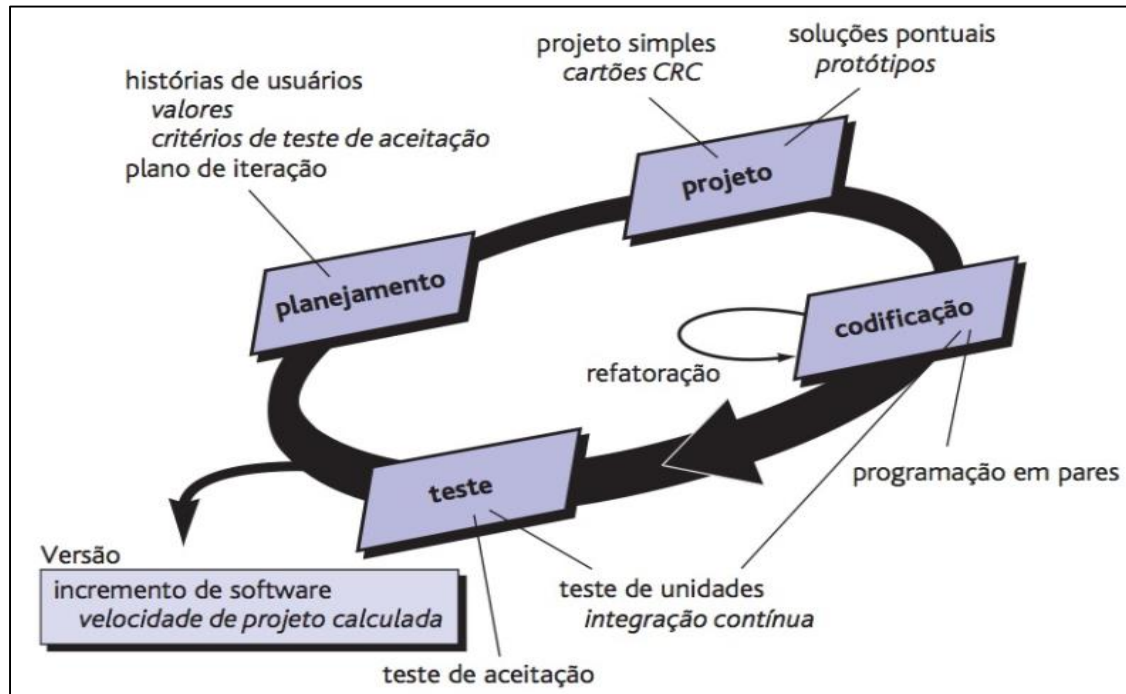 histórias de usuários
valores
critérios de teste de aceitação
plano de iteração
planejamento
projeto simples
cartões CRC
soluções pontuais
protótipos
projeto
codificação
refatoração
programação em pares
teste
teste de unidades
integração contínua
teste de aceitação
Versão
incremento de software
velocidade de projeto calculada